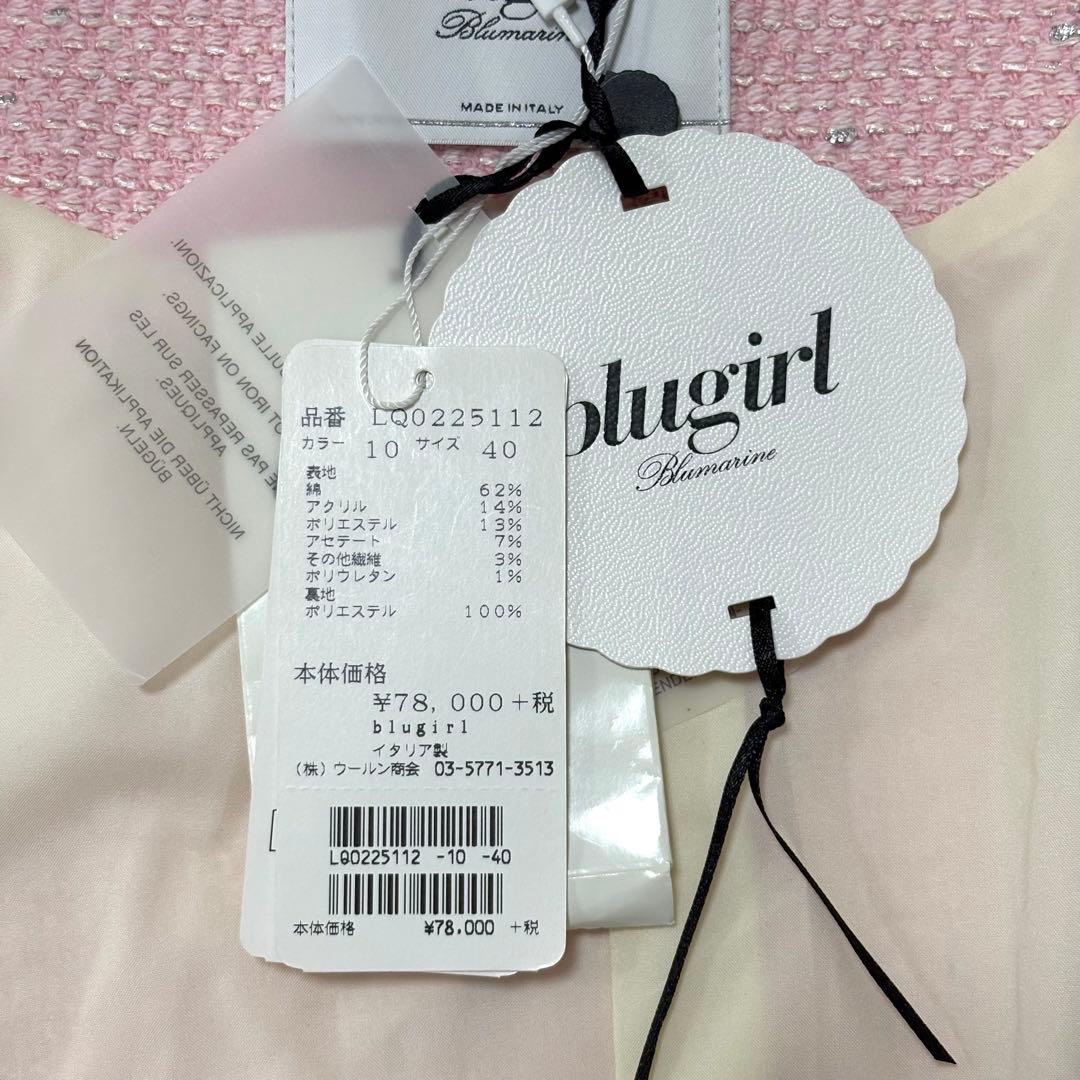 Blumarine
MADE IN ITALY
blugirl
Blumarine
SULLE APPLICAZIONI.
NOT IRON ON FACINGS.
NE PAS REPASSER SUR LES
APPLIQUES.
NICHT ÜBER DIE APPLIKATION
BÜGELN.
品番 LQ0225112
カラー 10 サイズ 40
表地
綿 62%
アクリル 14%
ポリエステル 13%
アセテート 7%
その他繊維 3%
ポリウレタン 1%
裏地
ポリエステル 100%
本体価格
¥78,000+税
blugirl
イタリア製
(株)ウールン商会 03-5771-3513
LQ0225112 -10 -40
本体価格 ¥78,000 +税